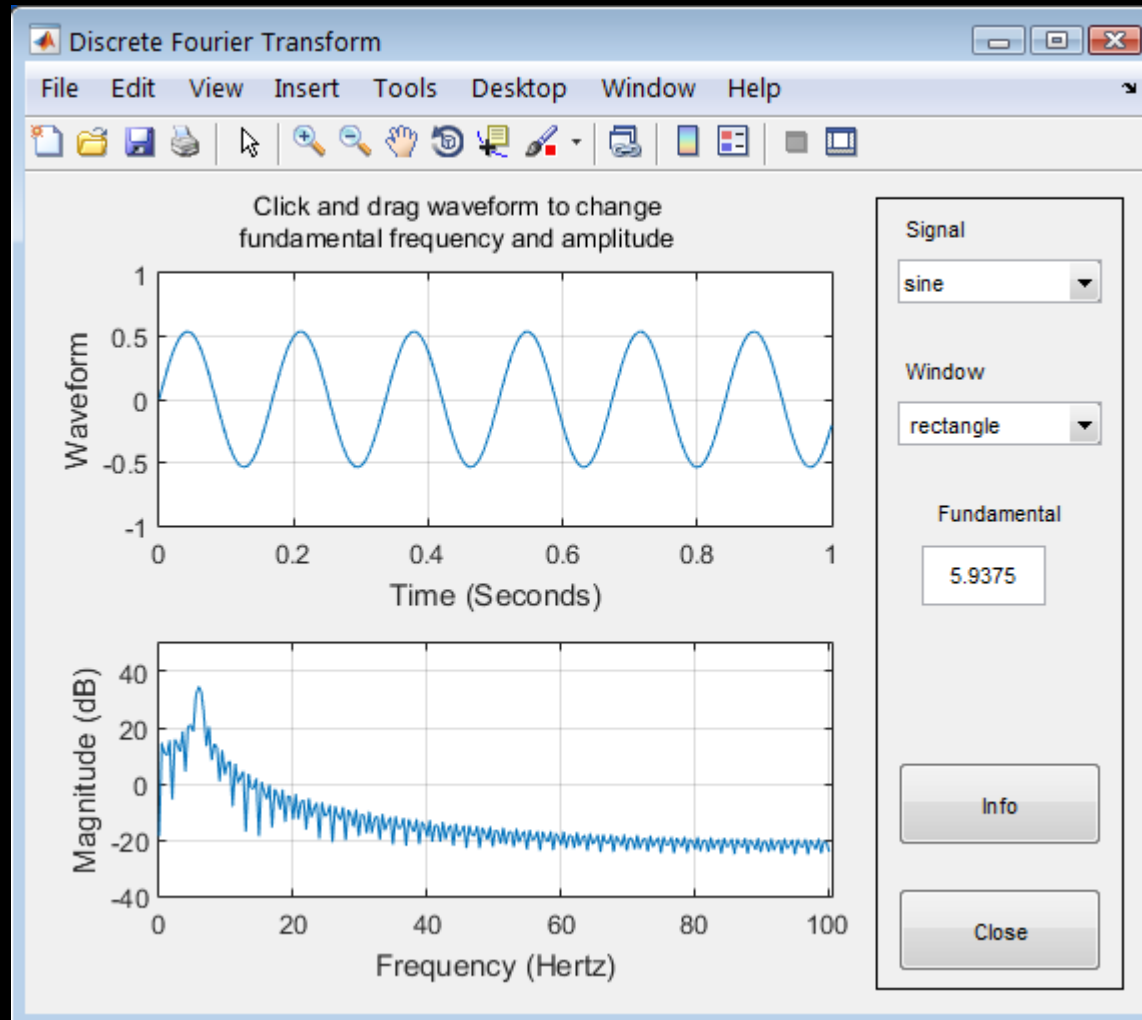 Discrete Fourier Transform
File Edit View Insert Tools Desktop Window Help
Click and drag waveform to change
fundamental frequency and amplitude
Waveform
1
0.5
0
-0.5
-1
0 0.2 0.4 0.6 0.8 1
Time (Seconds)
Magnitude (dB)
40
20
0
-20
-40
0 20 40 60 80 100
Frequency (Hertz)
Signal
sine
Window
rectangle
Fundamental
5.9375
Info
Close